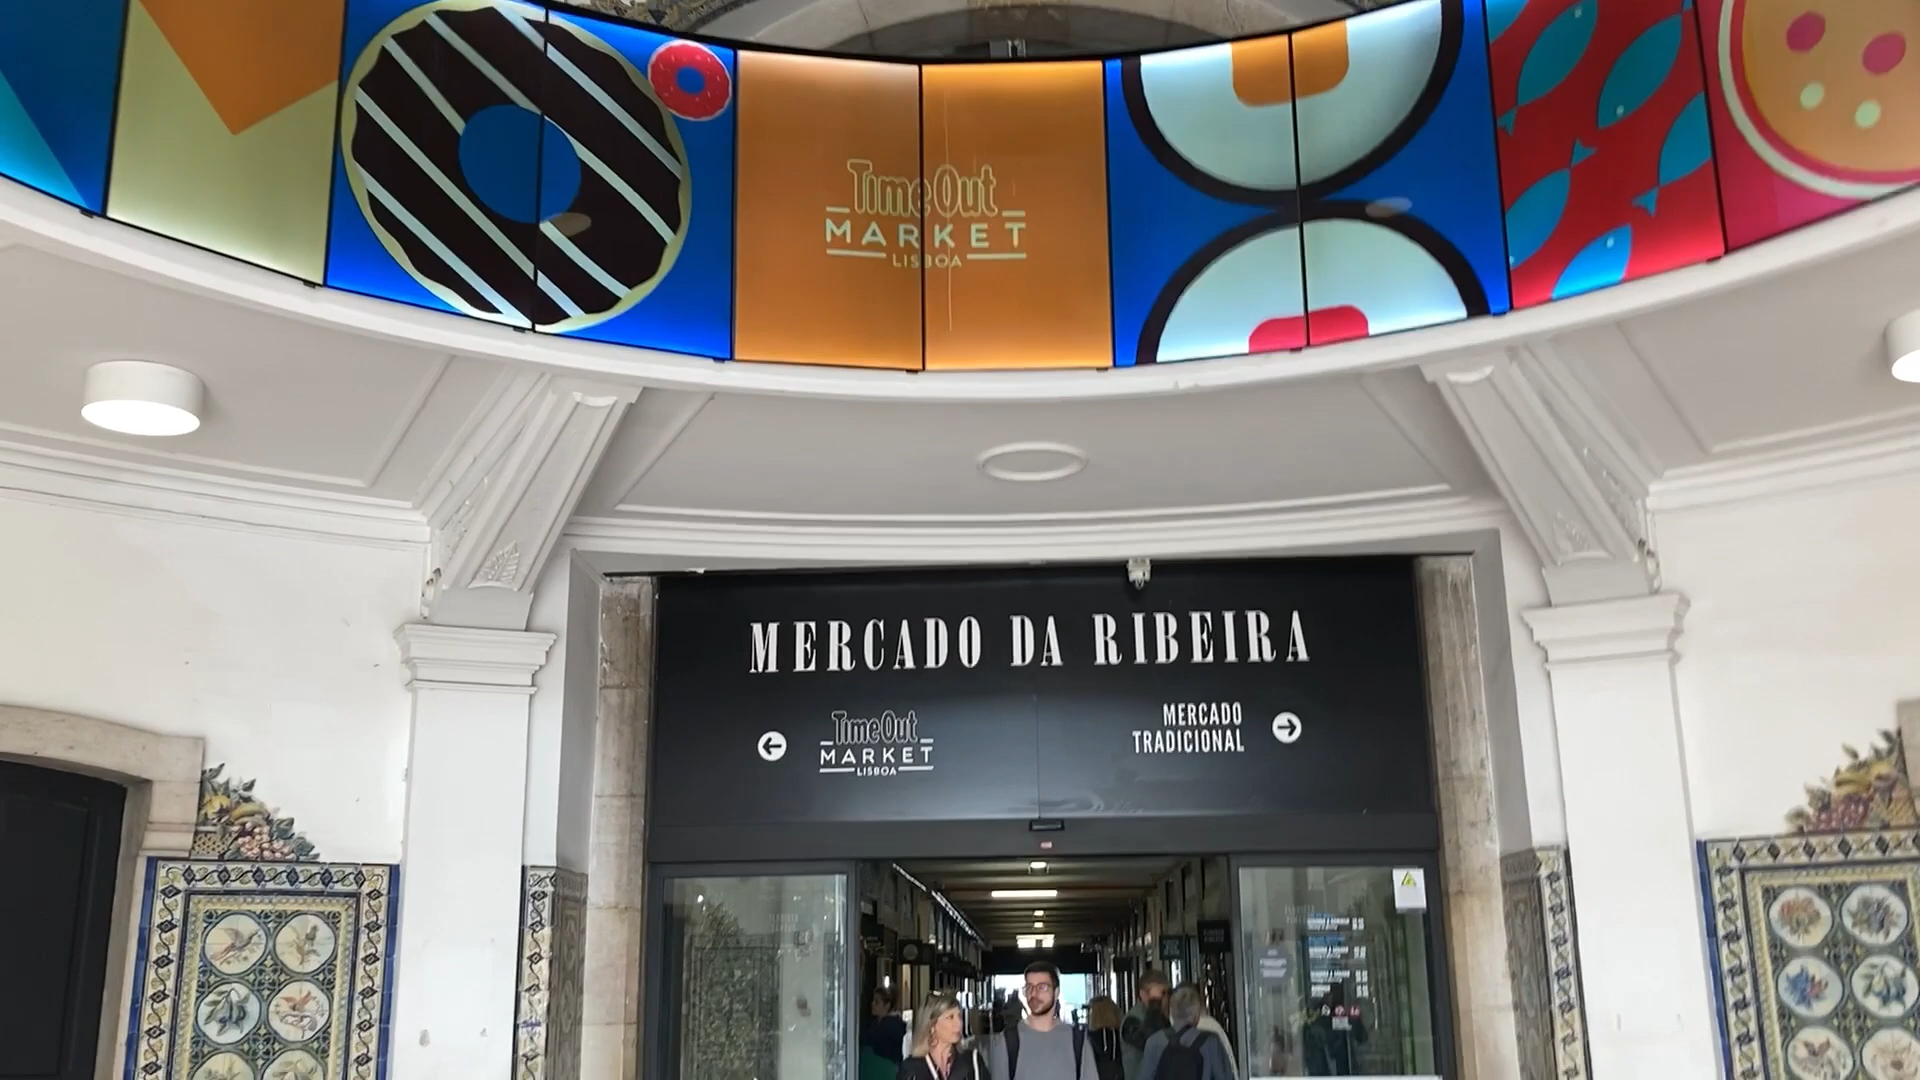 Time Out
MARKET
LISBOA
MERCADO DA RIBEIRA
Time Out
MARKET
LISBOA
MERCADO
TRADICIONAL